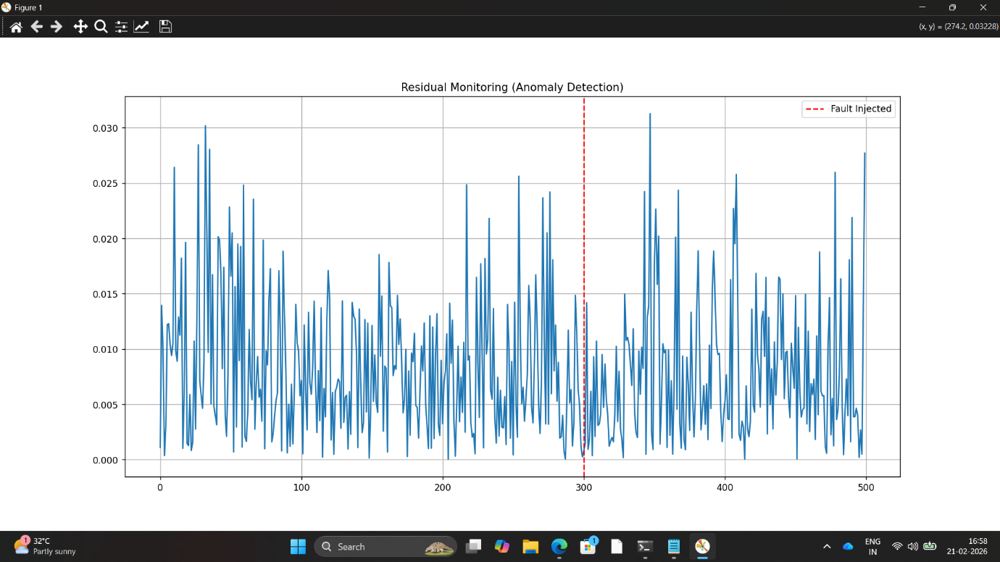 Figure 1
(x, y) = (274.2, 0.03228)
Residual Monitoring (Anomaly Detection)
Fault Injected
0.030
0.025
0.020
0.015
0.010
0.005
0.000
0 100 200 300 400 500
1
32°C
Partly sunny
Search
1
ENG
IN
16:58
21-02-2026